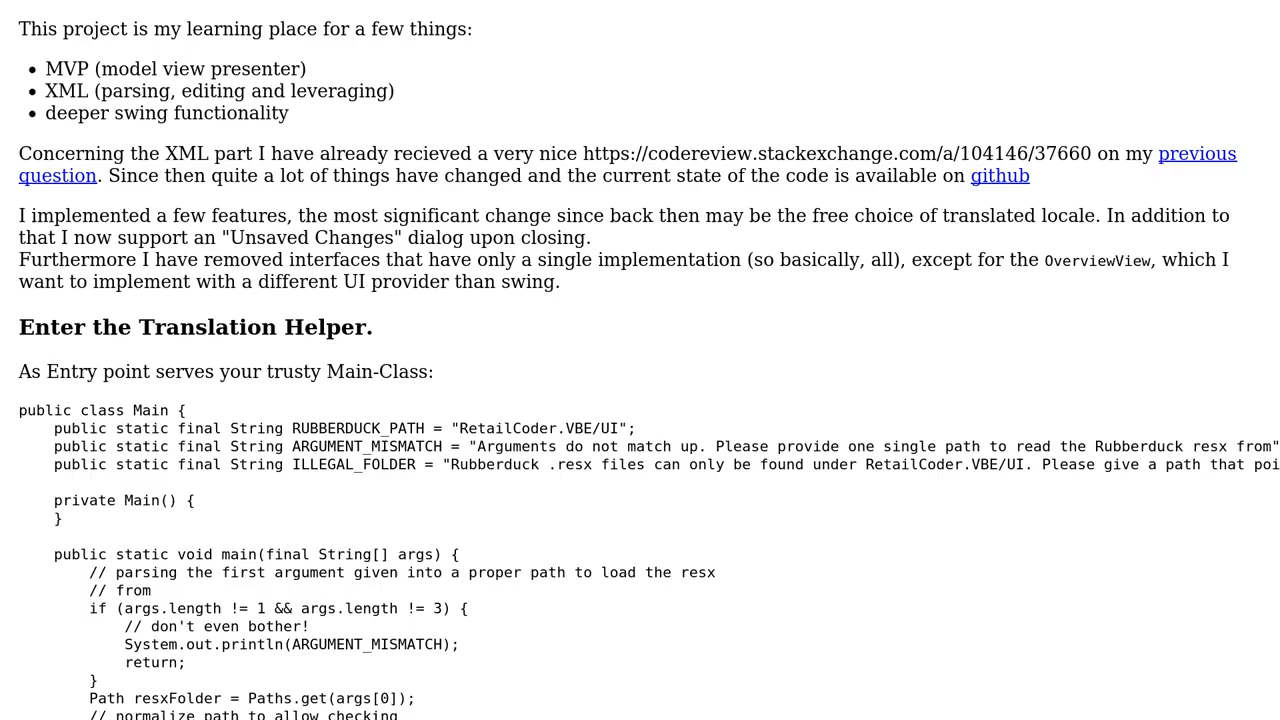 This project is my learning place for a few things:
MVP (model view presenter)
XML (parsing, editing and leveraging)
deeper swing functionality
Concerning the XML part I have already recieved a very nice https://codereview.stackexchange.com/a/104146/37660 on my previous
question. Since then quite a lot of things have changed and the current state of the code is available on github
I implemented a few features, the most significant change since back then may be the free choice of translated locale. In addition to
that I now support an "Unsaved Changes" dialog upon closing.
Furthermore I have removed interfaces that have only a single implementation (so basically, all), except for the OverviewView, which I
want to implement with a different UI provider than swing.
Enter the Translation Helper.
As Entry point serves your trusty Main-Class:
public class Main {
    public static final String RUBBERDUCK_PATH = "RetailCoder.VBE/UI";
    public static final String ARGUMENT_MISMATCH = "Arguments do not match up. Please provide one single path to read the Rubberduck resx from"
    public static final String ILLEGAL_FOLDER = "Rubberduck .resx files can only be found under RetailCoder.VBE/UI. Please give a path that poi
    private Main() {
    }
    public static void main(final String[] args) {
        // parsing the first argument given into a proper path to load the resx
        // from
        if (args.length != 1 && args.length != 3) {
            // don't even bother!
            System.out.println(ARGUMENT_MISMATCH);
            return;
        }
        Path resxFolder = Paths.get(args[0]);
        // normalize path to allow checking